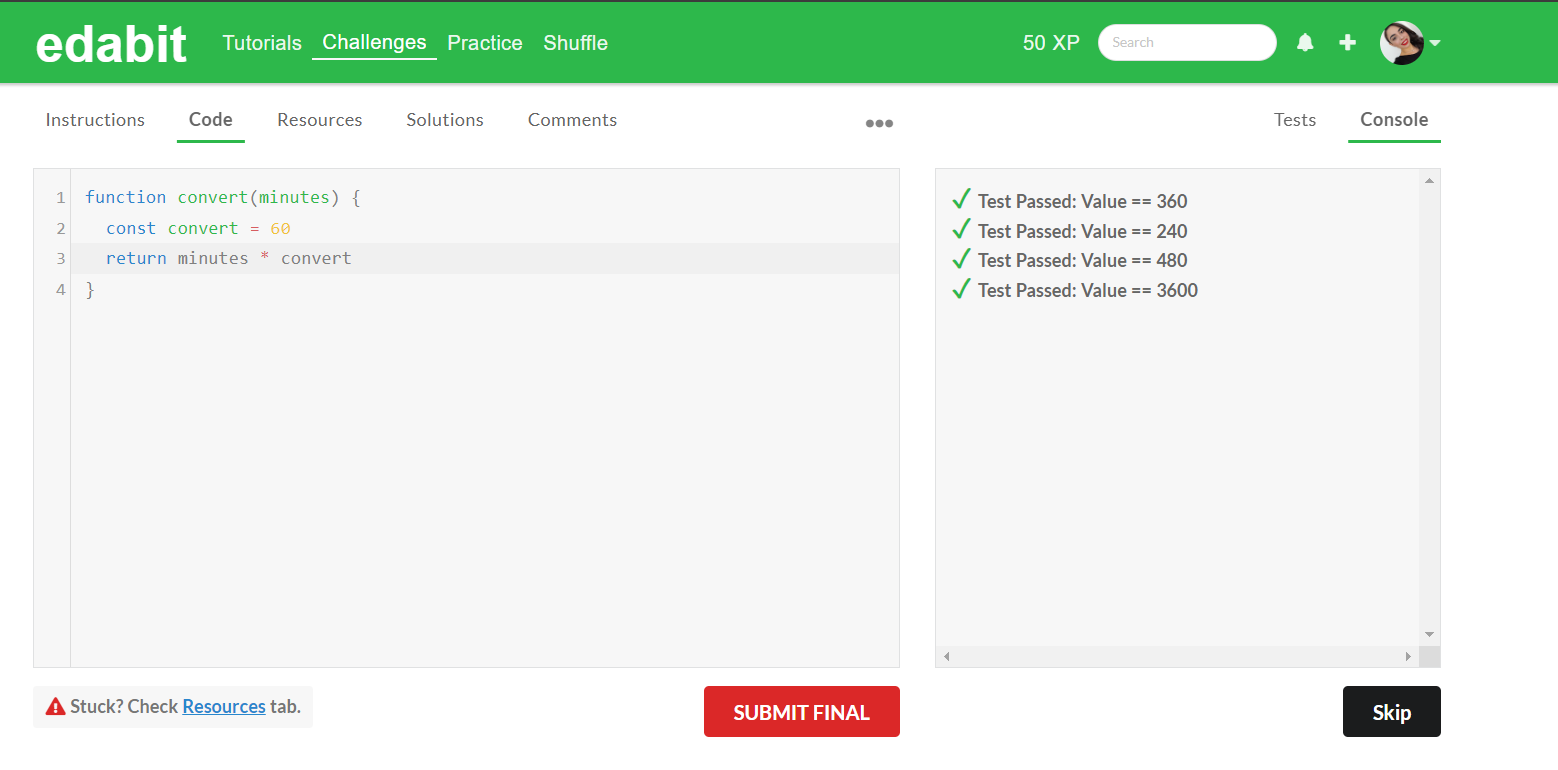 edabit Tutorials Challenges Practice Shuffle 50 XP Search
Instructions Code Resources Solutions Comments Tests Console
1 function convert(minutes) {
2 const convert = 60
3 return minutes * convert
4 }
Test Passed: Value == 360
Test Passed: Value == 240
Test Passed: Value == 480
Test Passed: Value == 3600
Stuck? Check Resources tab.
SUBMIT FINAL
Skip